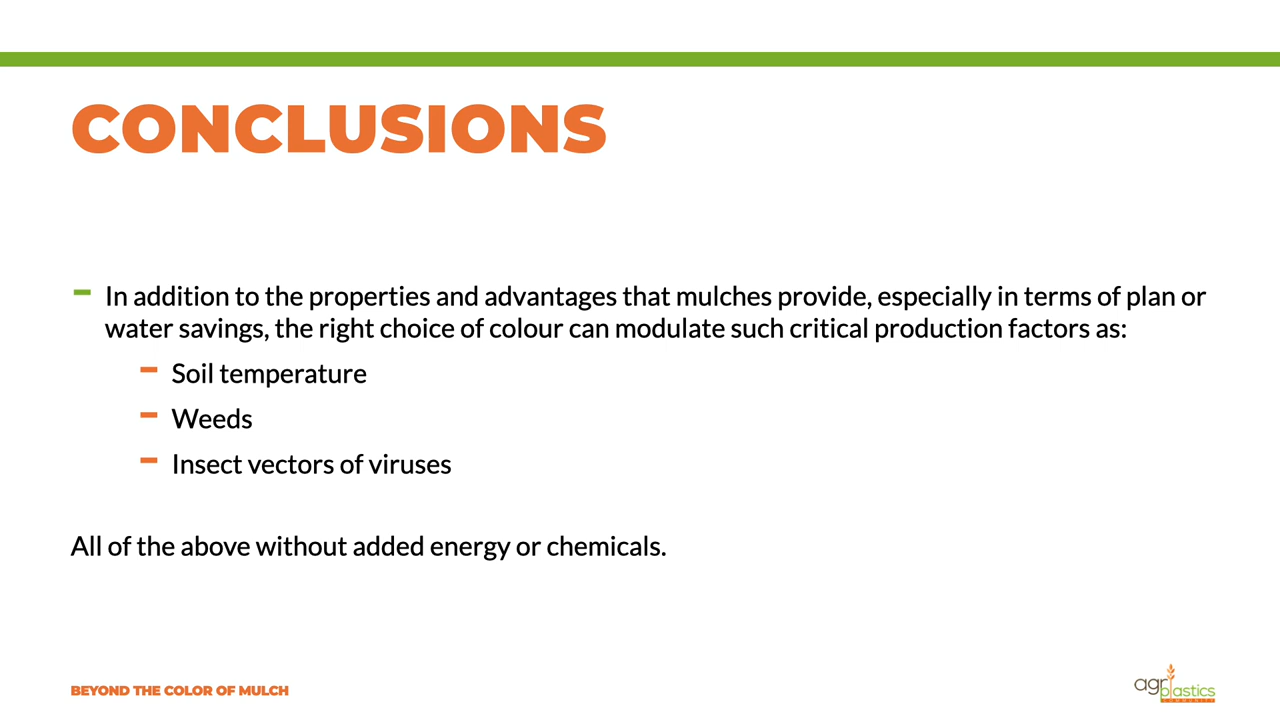 CONCLUSIONS
- In addition to the properties and advantages that mulches provide, especially in terms of plan or
water savings, the right choice of colour can modulate such critical production factors as:
- Soil temperature
- Weeds
- Insect vectors of viruses
All of the above without added energy or chemicals.
BEYOND THE COLOR OF MULCH
agriplastics
COMMUNITY